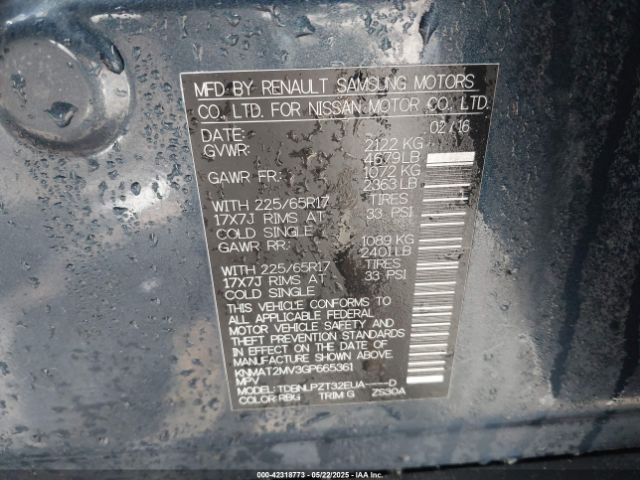 MFD BY RENAULT SAMSUNG MOTORS
CO., LTD. FOR NISSAN MOTOR CO., LTD.
DATE: 02/16
GVWR: 2122 KG
4679 LB
GAWR FR: 1072 KG
2363 LB
WITH 225/65R17 TIRES
17X7J RIMS AT 33 PSI
COLD SINGLE
GAWR RR: 1089 KG
2401 LB
WITH 225/65R17 TIRES
17X7J RIMS AT 33 PSI
COLD SINGLE
THIS VEHICLE CONFORMS TO
ALL APPLICABLE FEDERAL
MOTOR VEHICLE SAFETY AND
THEFT PREVENTION STANDARDS
IN EFFECT ON THE DATE OF
MANUFACTURE SHOWN ABOVE.
KNMAT2MV3GP665361
MPV
MODEL: TDBNLPZT32EUA----D
COLOR: RBG TRIM: G ZS30A
000-42318773 - 05/22/2025 - IAAI.COM